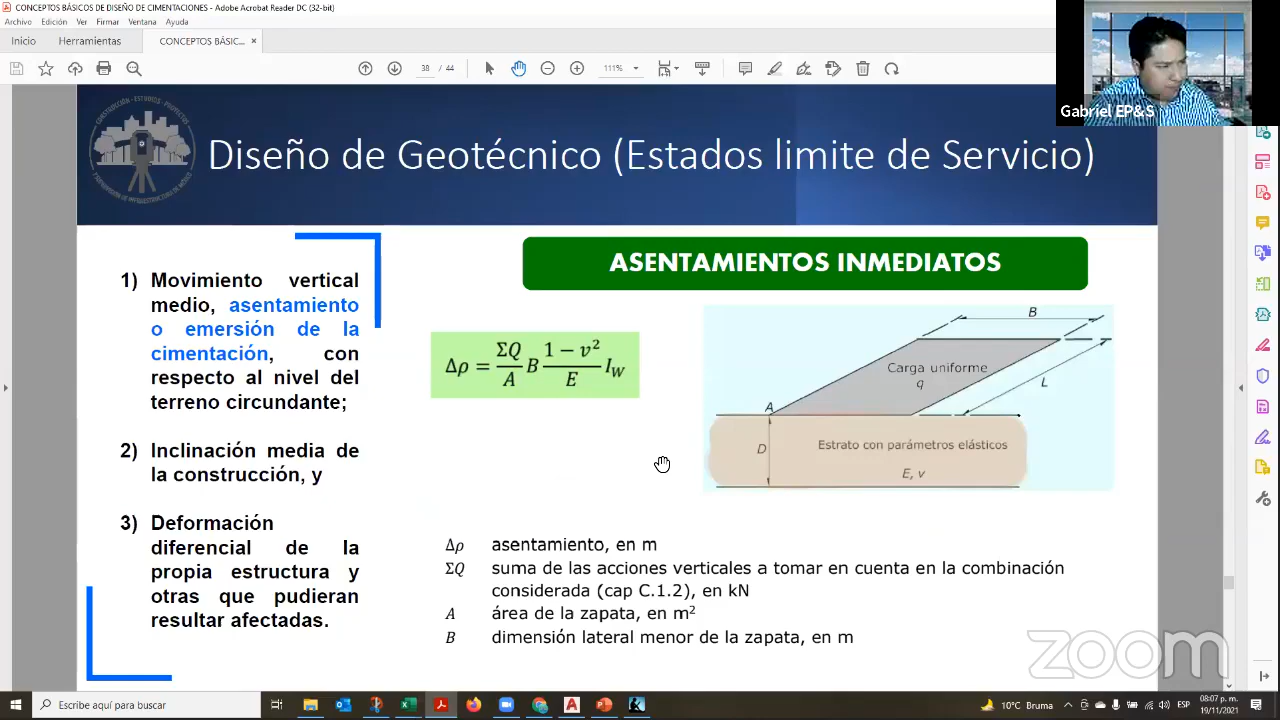 CONCEPTOS BÁSICOS DE DISEÑO DE CIMENTACIONES - Adobe Acrobat Reader DC (32-bit)
Archivo Edición Ver Firmar Ventana Ayuda
Inicio Herramientas CONCEPTOS BÁSIC... ×
38 / 44 111%
Gabriel EP&S
CONSTRUCCIÓN - ESTUDIOS - PROYECTOS
Diseño de Geotécnico (Estados limite de Servicio)
ASENTAMIENTOS INMEDIATOS
1) Movimiento vertical
medio, asentamiento
o emersión de la
cimentación, con
respecto al nivel del
terreno circundante;
2) Inclinación media de
la construcción, y
3) Deformación
diferencial de la
propia estructura y
otras que pudieran
resultar afectadas.
Δρ = ΣQ/A B (1 − v²)/E I_W
B
Carga uniforme
q
L
A
D
Estrato con parámetros elásticos
E, v
Δρ asentamiento, en m
ΣQ suma de las acciones verticales a tomar en cuenta en la combinación
considerada (cap C.1.2), en kN
A área de la zapata, en m²
B dimensión lateral menor de la zapata, en m
zoom
Escribe aquí para buscar
10°C Bruma ESP 08:07 p. m.
19/11/2021